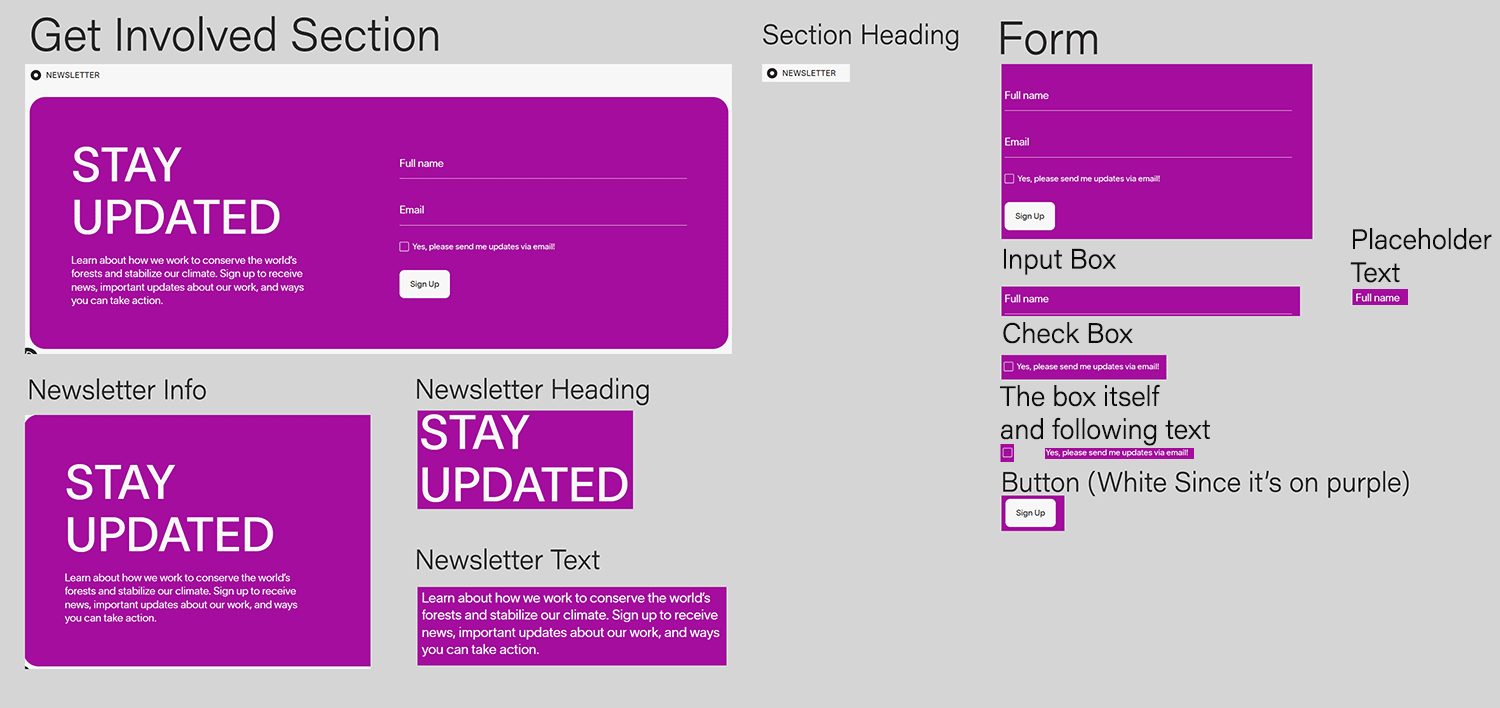 Get Involved Section
NEWSLETTER
STAY
UPDATED
Learn about how we work to conserve the world's
forests and stabilize our climate. Sign up to receive
news, important updates about our work, and ways
you can take action.
Full name
Email
Yes, please send me updates via email!
Sign Up
Newsletter Info
STAY
UPDATED
Learn about how we work to conserve the world's
forests and stabilize our climate. Sign up to receive
news, important updates about our work, and ways
you can take action.
Newsletter Heading
STAY
UPDATED
Newsletter Text
Learn about how we work to conserve the world's
forests and stabilize our climate. Sign up to receive
news, important updates about our work, and ways
you can take action.
Section Heading
NEWSLETTER
Form
Full name
Email
Yes, please send me updates via email!
Sign Up
Input Box
Full name
Placeholder
Text
Full name
Check Box
Yes, please send me updates via email!
The box itself
and following text
Yes, please send me updates via email!
Button (White Since it's on purple)
Sign Up